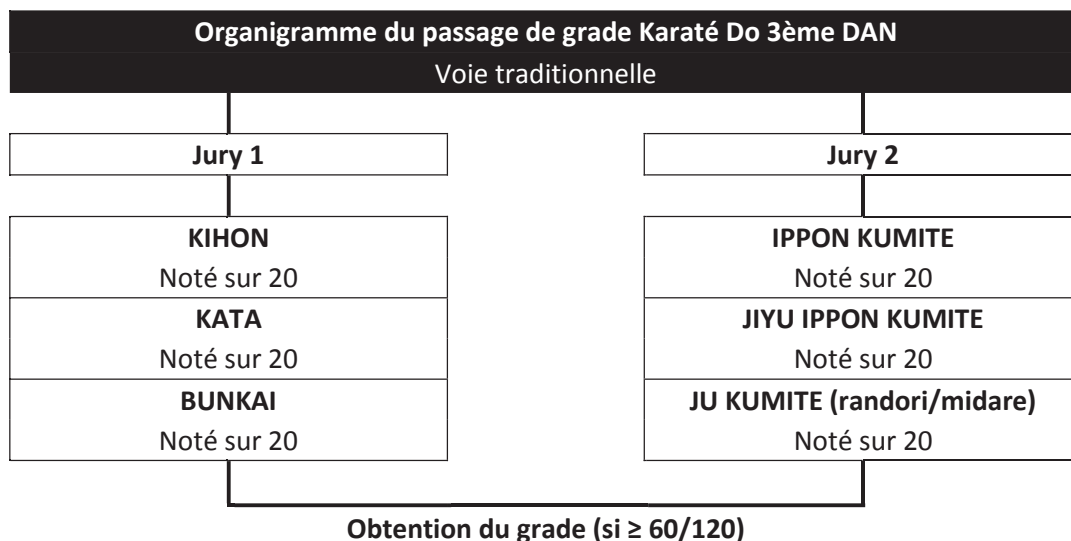 Organigramme du passage de grade Karaté Do 3ème DAN
Voie traditionnelle
Jury 1
KIHON
Noté sur 20
KATA
Noté sur 20
BUNKAI
Noté sur 20
Jury 2
IPPON KUMITE
Noté sur 20
JIYU IPPON KUMITE
Noté sur 20
JU KUMITE (randori/midare)
Noté sur 20
Obtention du grade (si ≥ 60/120)